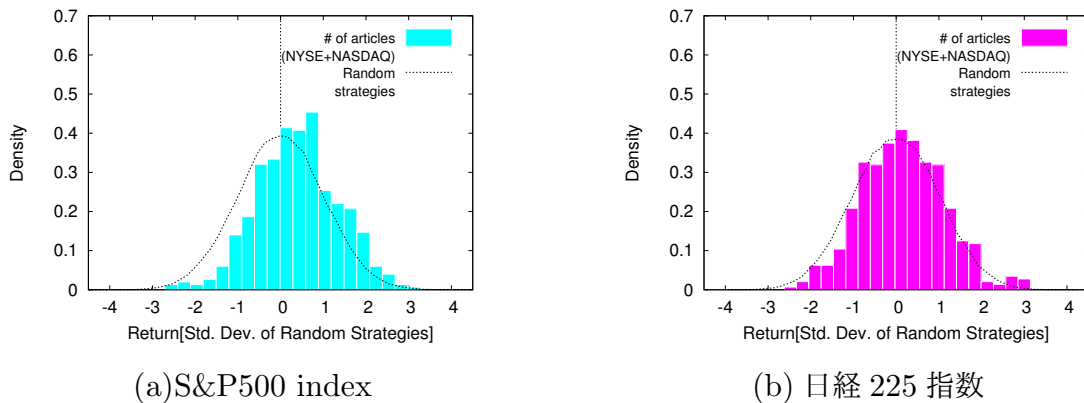 0.7
0.6
0.5
0.4
0.3
0.2
0.1
0
Density
# of articles
(NYSE+NASDAQ)
Random
strategies
-4 -3 -2 -1 0 1 2 3 4
Return[Std. Dev. of Random Strategies]
(a)S&P500 index
0.7
0.6
0.5
0.4
0.3
0.2
0.1
0
Density
# of articles
(NYSE+NASDAQ)
Random
strategies
-4 -3 -2 -1 0 1 2 3 4
Return[Std. Dev. of Random Strategies]
(b) 日経 225 指数